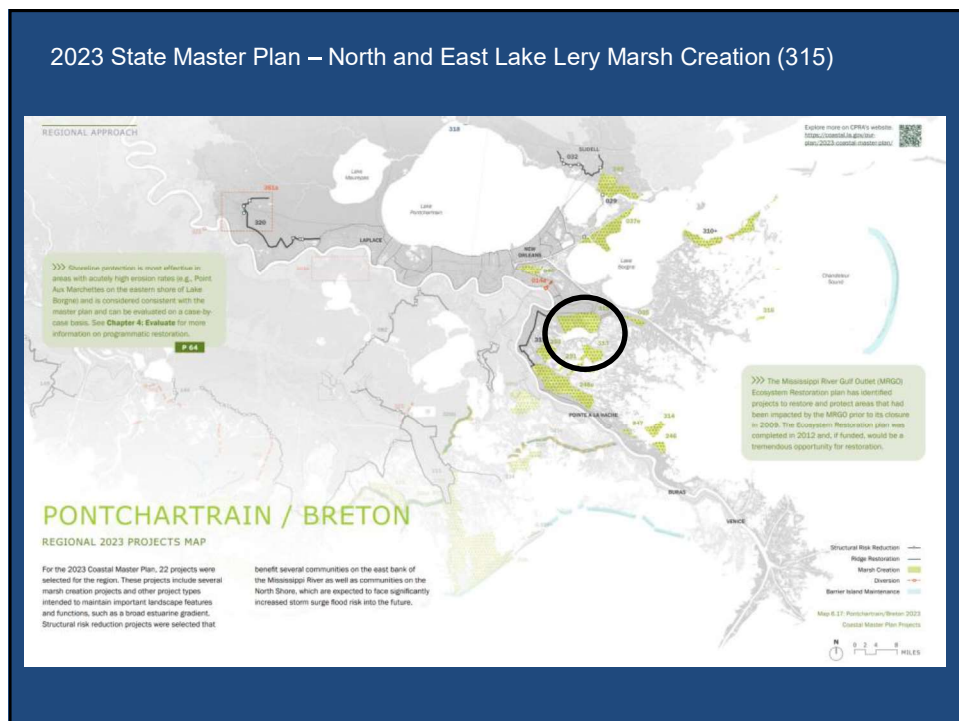 2023 State Master Plan – North and East Lake Lery Marsh Creation (315)
REGIONAL APPROACH
Explore more on CPRA's website:
https://coastal.la.gov/our-
plan/2023-coastal-master-plan/
318
SLIDELL
032
Lake
Maurepas
029
Lake
Pontchartrain
320
LAPLACE
NEW
ORLEANS
Lake
Borgne
Chandeleur
Sound
>>> Shoreline protection is most effective in
areas with acutely high erosion rates (e.g., Point
Aux Marchettes on the eastern shore of Lake
Borgne) and is considered consistent with the
master plan and can be evaluated on a case-by-
case basis. See Chapter 4: Evaluate for more
information on programmatic restoration.
P 64
>>> The Mississippi River Gulf Outlet (MRGO)
Ecosystem Restoration plan has identified
projects to restore and protect areas that had
been impacted by the MRGO prior to its closure
in 2009. The Ecosystem Restoration plan was
completed in 2012 and, if funded, would be a
tremendous opportunity for restoration.
POINTE A LA HACHE
314
BURAS
VENICE
PONTCHARTRAIN / BRETON
REGIONAL 2023 PROJECTS MAP
For the 2023 Coastal Master Plan, 22 projects were
selected for the region. These projects include several
marsh creation projects and other project types
intended to maintain important landscape features
and functions, such as a broad estuarine gradient.
Structural risk reduction projects were selected that
benefit several communities on the east bank of
the Mississippi River as well as communities on the
North Shore, which are expected to face significantly
increased storm surge flood risk into the future.
Structural Risk Reduction
Ridge Restoration
Marsh Creation
Diversion
Barrier Island Maintenance
Map 6.17: Pontchartrain/Breton 2023
Coastal Master Plan Projects
N
0 2 4 8
MILES